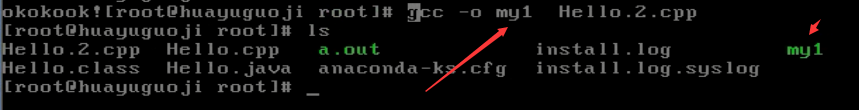 okokook![root@huayuguoji root]# gcc -o my1  Hello.2.cpp
[root@huayuguoji root]# ls
Hello.2.cpp  Hello.cpp  a.out  install.log  my1
Hello.class  Hello.java  anaconda-ks.cfg  install.log.syslog
[root@huayuguoji root]# _